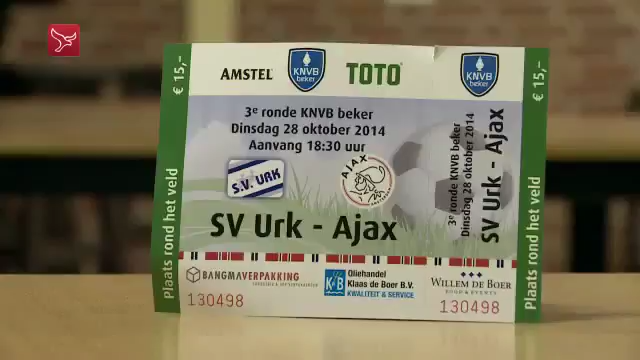 € 15,-
Plaats rond het veld
AMSTEL
KNVB
beker
TOTO
3e ronde KNVB beker
Dinsdag 28 oktober 2014
Aanvang 18:30 uur
S.V. URK
AJAX
SV Urk - Ajax
BANGMAVERPAKKING
130498
KdB
Oliehandel
Klaas de Boer B.V.
KWALITEIT & SERVICE
KNVB
beker
3e ronde KNVB beker
Dinsdag 28 oktober 2014
SV Urk - Ajax
WILLEM DE BOER
130498
€ 15,-
Plaats rond het veld